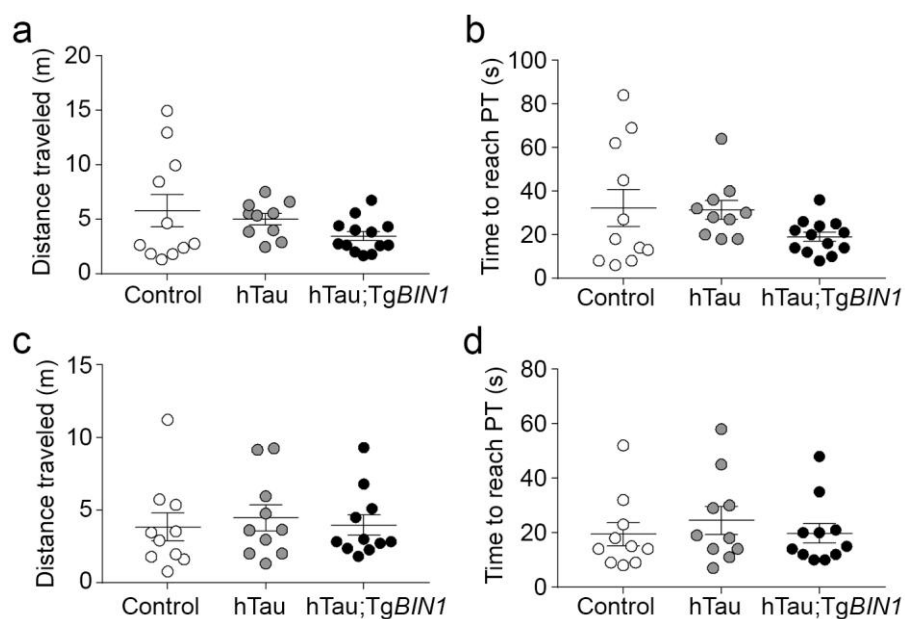 a
Distance traveled (m)
20
15
10
5
0
Control hTau hTau;TgBIN1
b
Time to reach PT (s)
100
80
60
40
20
0
Control hTau hTau;TgBIN1
c
Distance traveled (m)
15
10
5
0
Control hTau hTau;TgBIN1
d
Time to reach PT (s)
80
60
40
20
0
Control hTau hTau;TgBIN1